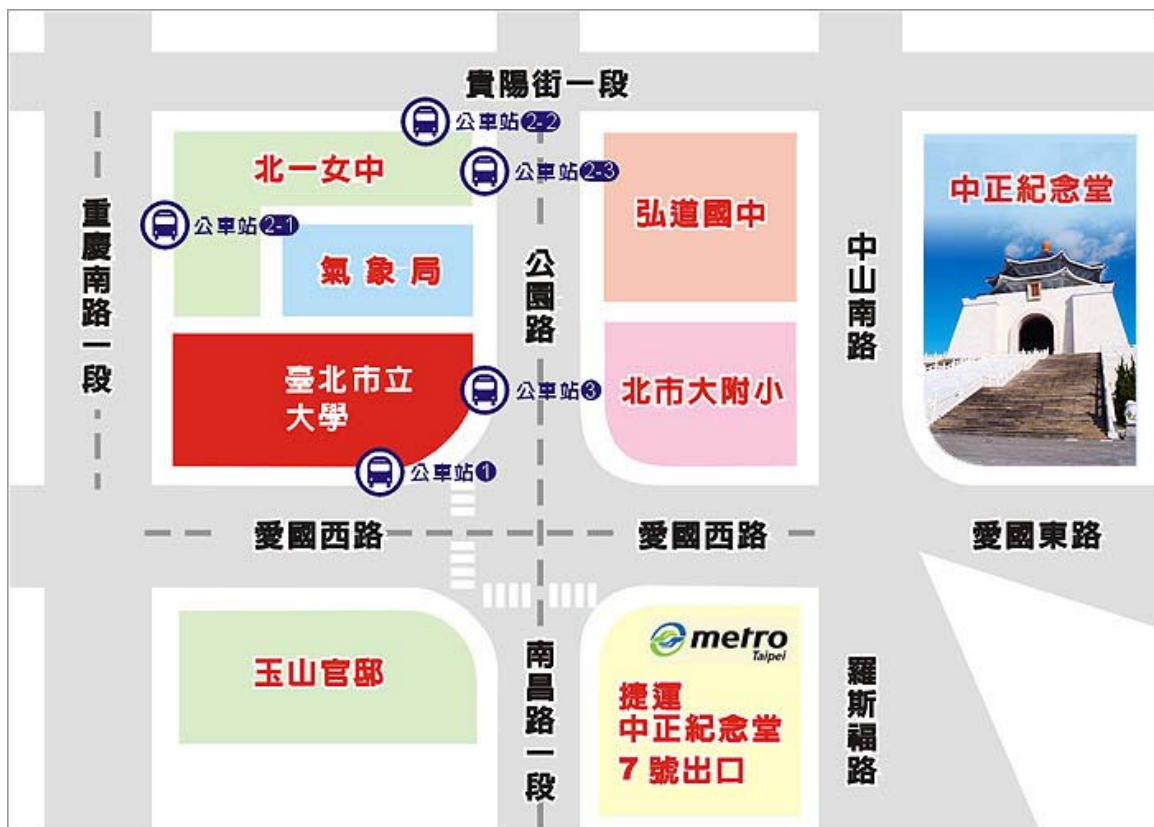 貴陽街一段
公車站2-2
北一女中
公車站2-3
中正紀念堂
弘道國中
公車站2-1
重慶南路一段
氣象局
公園路
中山南路
臺北市立
大學
公車站3
北市大附小
公車站1
愛國西路
愛國西路
愛國東路
metro
Taipei
玉山官邸
南昌路一段
捷運
中正紀念堂
7號出口
羅斯福路